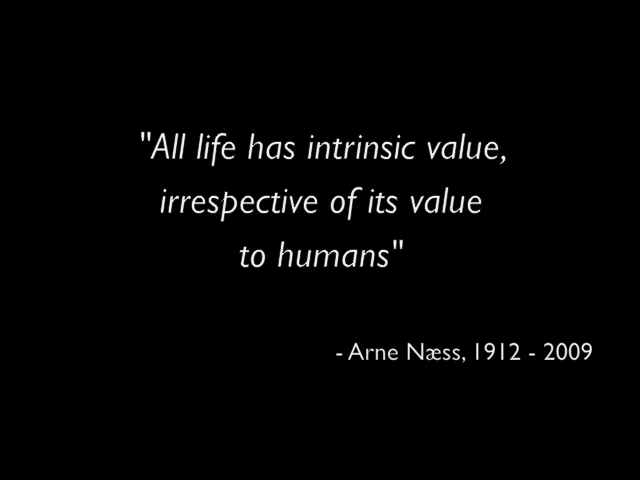 "All life has intrinsic value,
irrespective of its value
to humans"
- Arne Næss, 1912 - 2009